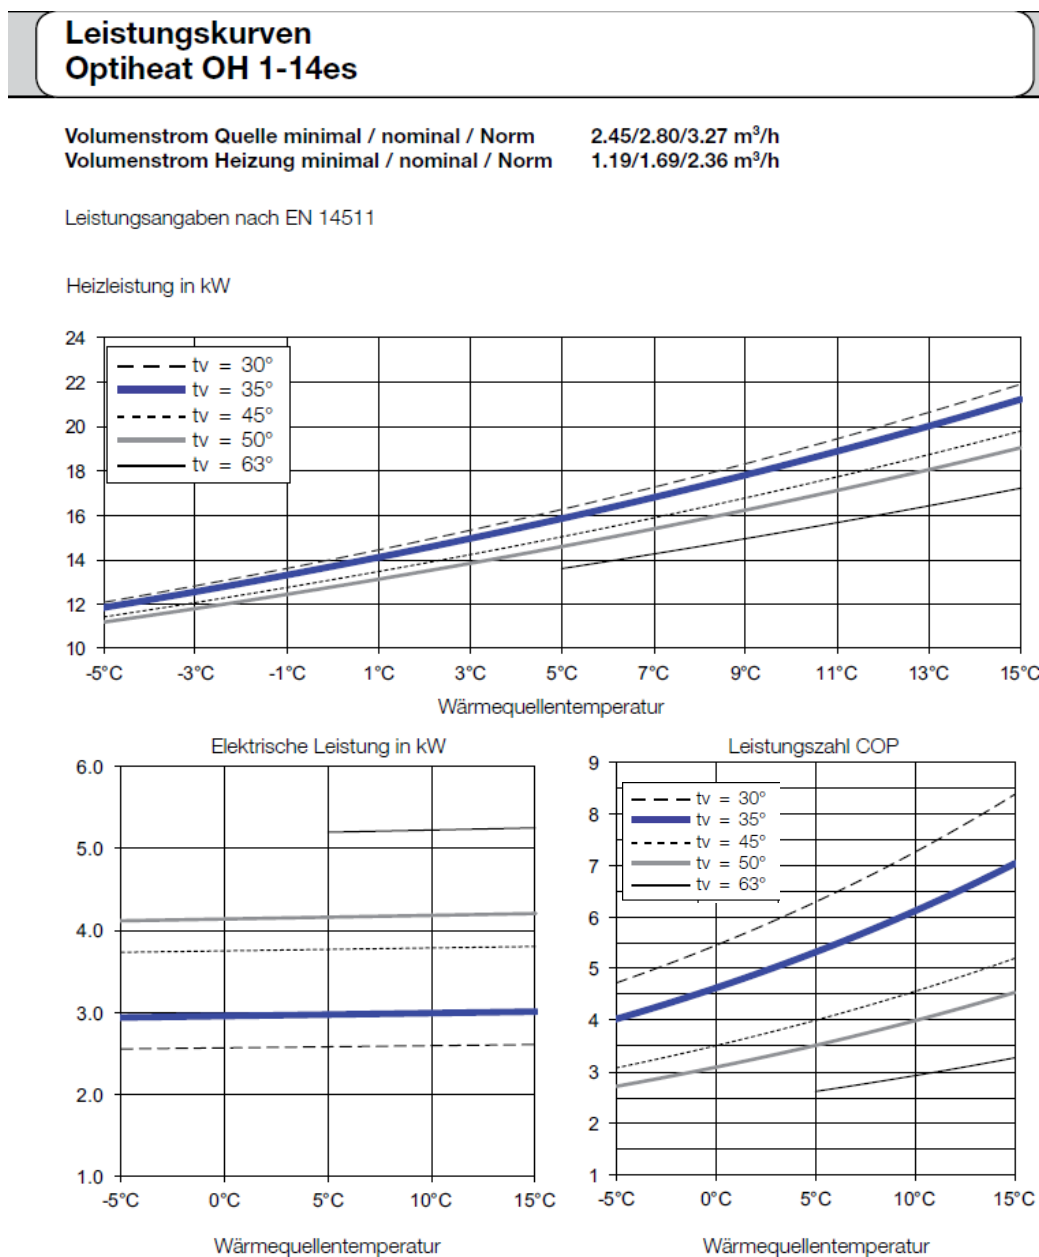 Leistungskurven
Optiheat OH 1-14es
Volumenstrom Quelle minimal / nominal / Norm 2.45/2.80/3.27 m³/h
Volumenstrom Heizung minimal / nominal / Norm 1.19/1.69/2.36 m³/h
Leistungsangaben nach EN 14511
Heizleistung in kW
24
22
20
18
16
14
12
10
tv = 30°
tv = 35°
tv = 45°
tv = 50°
tv = 63°
-5°C -3°C -1°C 1°C 3°C 5°C 7°C 9°C 11°C 13°C 15°C
Wärmequellentemperatur
Elektrische Leistung in kW
6.0
5.0
4.0
3.0
2.0
1.0
-5°C 0°C 5°C 10°C 15°C
Wärmequellentemperatur
Leistungszahl COP
9
8
7
6
5
4
3
2
1
tv = 30°
tv = 35°
tv = 45°
tv = 50°
tv = 63°
-5°C 0°C 5°C 10°C 15°C
Wärmequellentemperatur